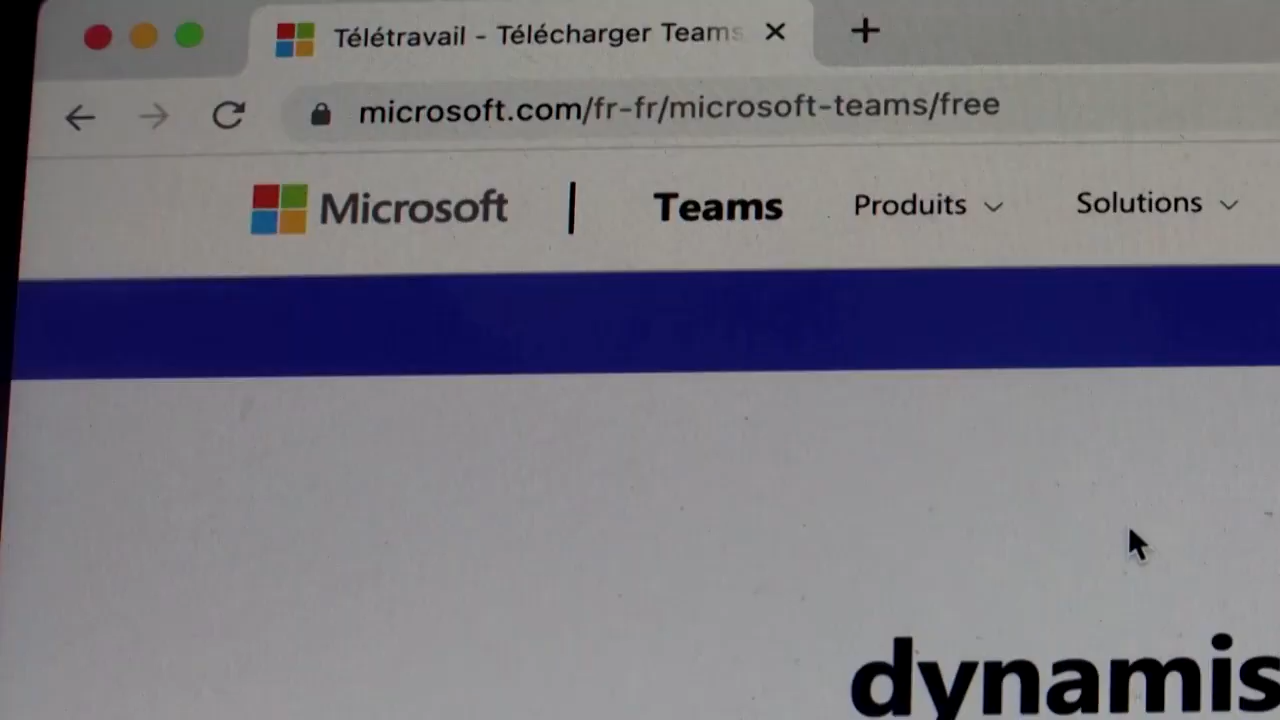 Télétravail - Télécharger Teams
microsoft.com/fr-fr/microsoft-teams/free
Microsoft | Teams Produits Solutions
dynamis